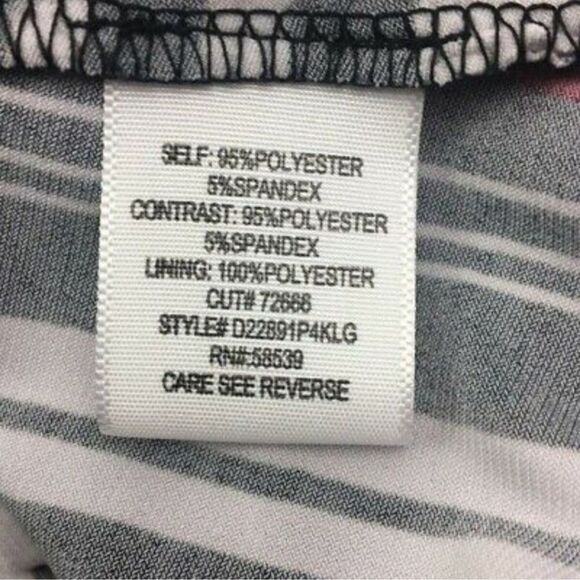 SELF: 95%POLYESTER
5%SPANDEX
CONTRAST: 95%POLYESTER
5%SPANDEX
LINING: 100%POLYESTER
CUT# 72666
STYLE# D22891P4KLG
RN#:58539
CARE SEE REVERSE